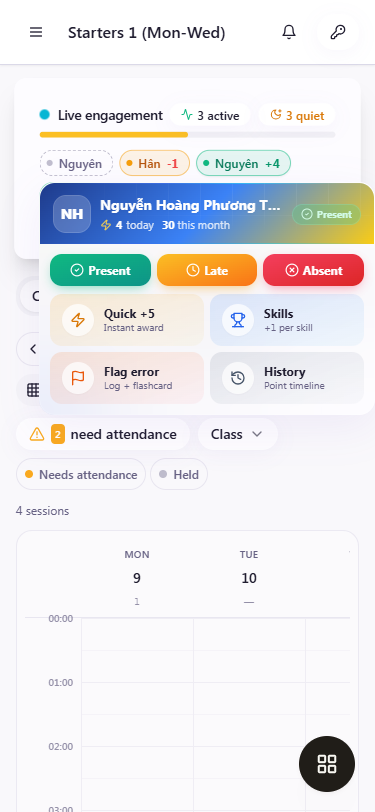 Starters 1 (Mon-Wed)
Live engagement
3 active
3 quiet
Nguyên
Hân -1
Nguyên +4
NH
Nguyễn Hoàng Phương T...
4 today 30 this month
Present
Present
Late
Absent
Quick +5
Instant award
Skills
+1 per skill
Flag error
Log + flashcard
History
Point timeline
2 need attendance
Class
Needs attendance
Held
4 sessions
MON
TUE
9
10
1
—
00:00
01:00
02:00
03:00